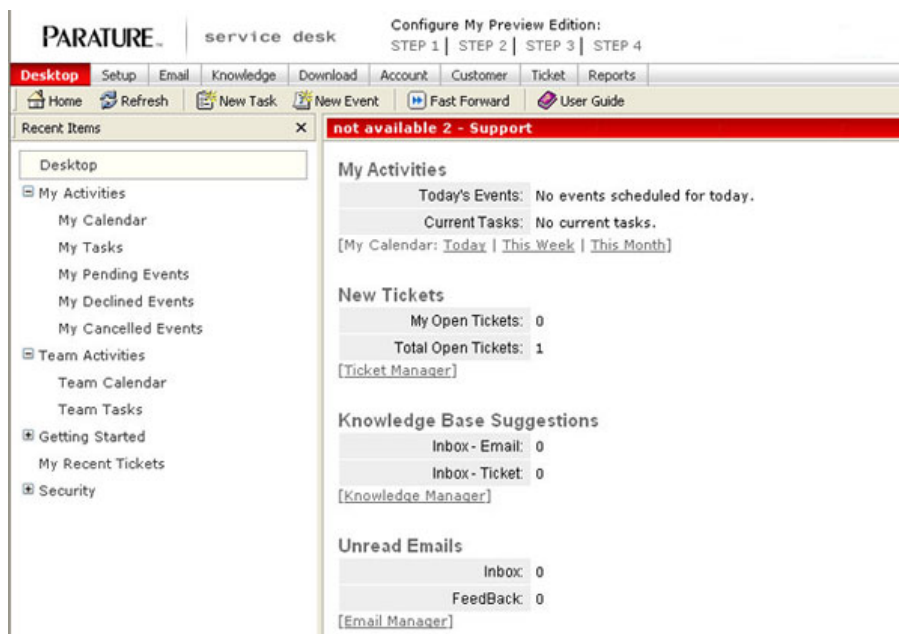 PARATURE™ service desk
Configure My Preview Edition:
STEP 1 | STEP 2 | STEP 3 | STEP 4
Desktop Setup Email Knowledge Download Account Customer Ticket Reports
Home Refresh New Task New Event Fast Forward User Guide
Recent Items X
not available 2 - Support
Desktop
My Activities
My Calendar
My Tasks
My Pending Events
My Declined Events
My Cancelled Events
Team Activities
Team Calendar
Team Tasks
Getting Started
My Recent Tickets
Security
My Activities
Today's Events: No events scheduled for today.
Current Tasks: No current tasks.
[My Calendar: Today | This Week | This Month]
New Tickets
My Open Tickets: 0
Total Open Tickets: 1
[Ticket Manager]
Knowledge Base Suggestions
Inbox - Email: 0
Inbox - Ticket: 0
[Knowledge Manager]
Unread Emails
Inbox: 0
FeedBack: 0
[Email Manager]